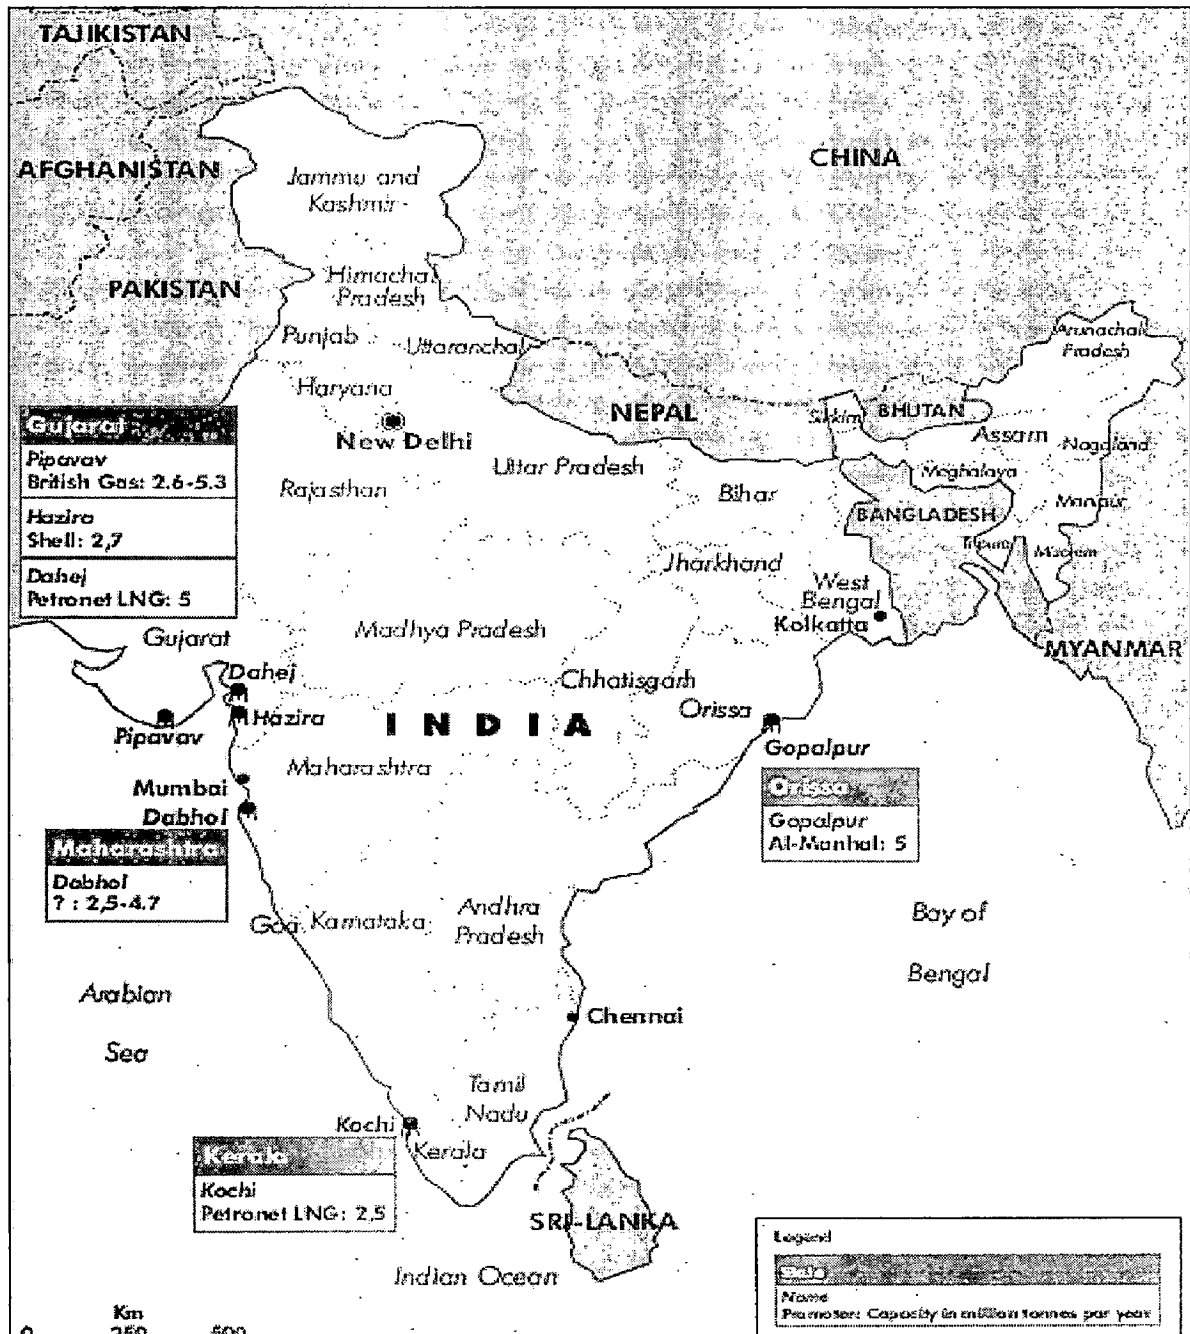 TAJIKISTAN
AFGHANISTAN
CHINA
Jammu and
Kashmir
PAKISTAN
Himachal
Pradesh
Punjab
Uttaranchal
Arunachal
Pradesh
Haryana
New Delhi
NEPAL
Sikkim
BHUTAN
Assam
Nagaland
Meghalaya
Manipur
Gujarat
Pipavav
British Gas: 2.6-5.3
Hazira
Shell: 2,7
Dahej
Petronet LNG: 5
Uttar Pradesh
Rajasthan
Bihar
BANGLADESH
Tripura
Jharkhand
West
Bengal
Kolkatta
Gujarat
Madhya Pradesh
MYANMAR
Dahej
Chhatisgarh
Hazira
INDIA
Orissa
Pipavav
Gopalpur
Maharashtra
Mumbai
Dabhol
Orissa
Gopalpur
Al-Manhal: 5
Maharashtra
Dabhol
? : 2,5-4.7
Goa
Karnataka
Andhra
Pradesh
Bay of
Bengal
Arabian
Sea
Chennai
Tamil
Nadu
Kochi
Kerala
Kerala
Kochi
Petronet LNG: 2,5
SRI-LANKA
Indian Ocean
Legend
State
Name
Promoter: Capacity in million tonnes par year
Km
0 250 500